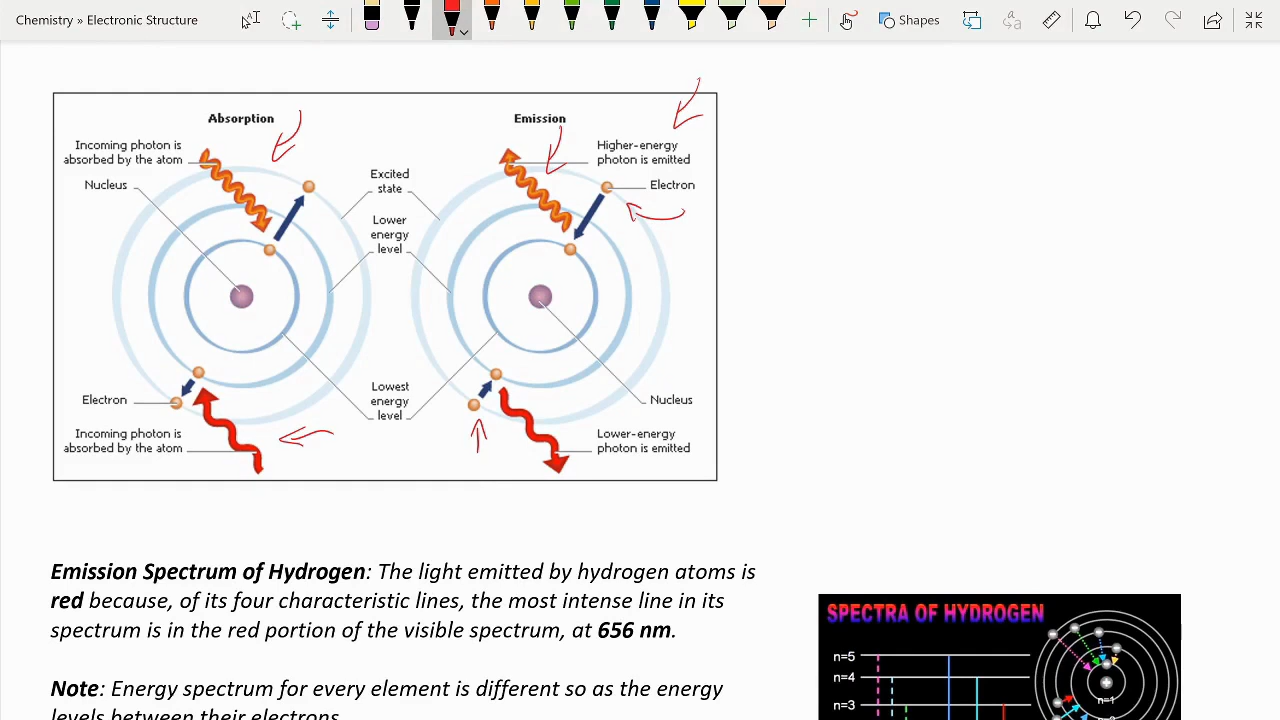 Chemistry » Electronic Structure
Shapes
Absorption
Emission
Incoming photon is
absorbed by the atom
Higher-energy
photon is emitted
Nucleus
Excited
state
Electron
Lower
energy
level
Electron
Lowest
energy
level
Nucleus
Incoming photon is
absorbed by the atom
Lower-energy
photon is emitted
Emission Spectrum of Hydrogen: The light emitted by hydrogen atoms is
red because, of its four characteristic lines, the most intense line in its
spectrum is in the red portion of the visible spectrum, at 656 nm.
SPECTRA OF HYDROGEN
n=5
n=4
n=3
n=1
Note: Energy spectrum for every element is different so as the energy
levels between their electrons.